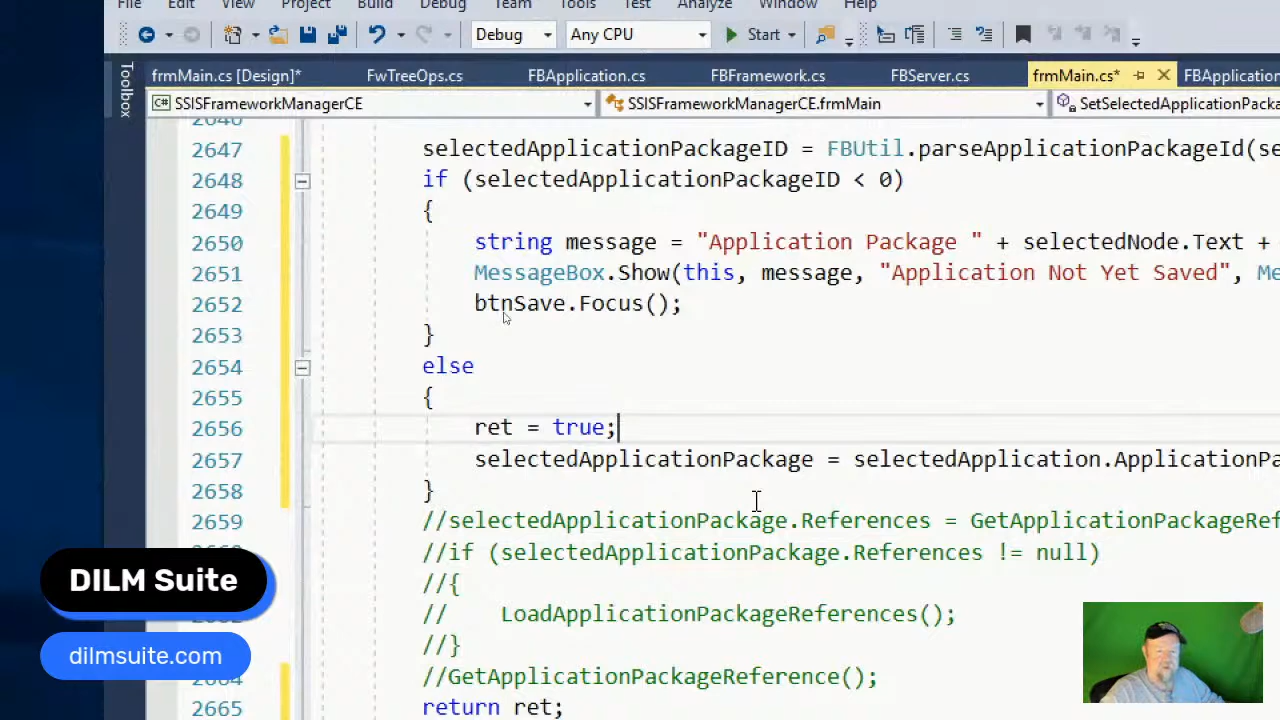 File Edit View Project Build Debug Team Tools Test Analyze Window Help
Debug Any CPU Start
Toolbox
frmMain.cs [Design]* FwTreeOps.cs FBApplication.cs FBFramework.cs FBServer.cs frmMain.cs* FBApplication
C# SSISFrameworkManagerCE SSISFrameworkManagerCE.frmMain SetSelectedApplicationPacka
2646
2647 selectedApplicationPackageID = FBUtil.parseApplicationPackageId(se
2648 if (selectedApplicationPackageID < 0)
2649 {
2650 string message = "Application Package " + selectedNode.Text +
2651 MessageBox.Show(this, message, "Application Not Yet Saved", Me
2652 btnSave.Focus();
2653 }
2654 else
2655 {
2656 ret = true;
2657 selectedApplicationPackage = selectedApplication.ApplicationPa
2658 }
2659 //selectedApplicationPackage.References = GetApplicationPackageRef
//if (selectedApplicationPackage.References != null)
//{
// LoadApplicationPackageReferences();
//}
//GetApplicationPackageReference();
2665 return ret;
DILM Suite
dilmsuite.com